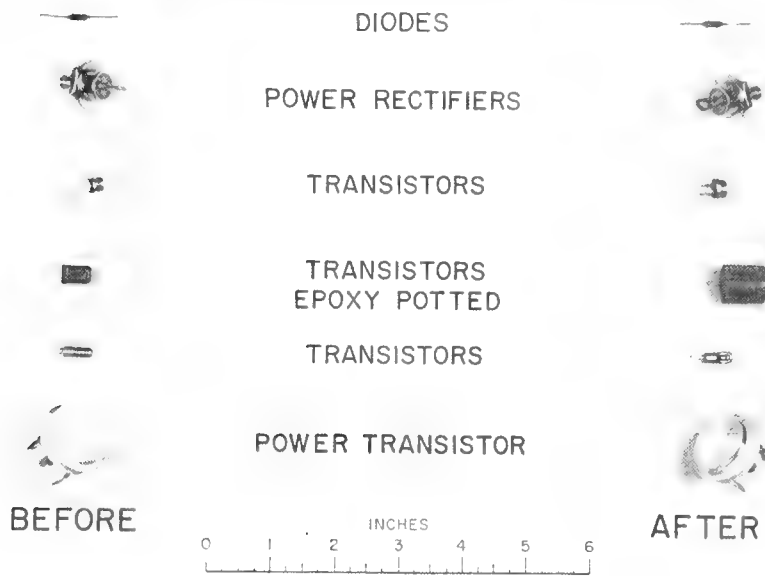 DIODES
POWER RECTIFIERS
TRANSISTORS
TRANSISTORS
EPOXY POTTED
TRANSISTORS
POWER TRANSISTOR
BEFORE
AFTER
INCHES
0 1 2 3 4 5 6